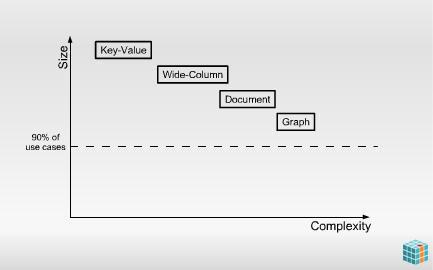 Size
Key-Value
Wide-Column
Document
Graph
90% of
use cases
Complexity